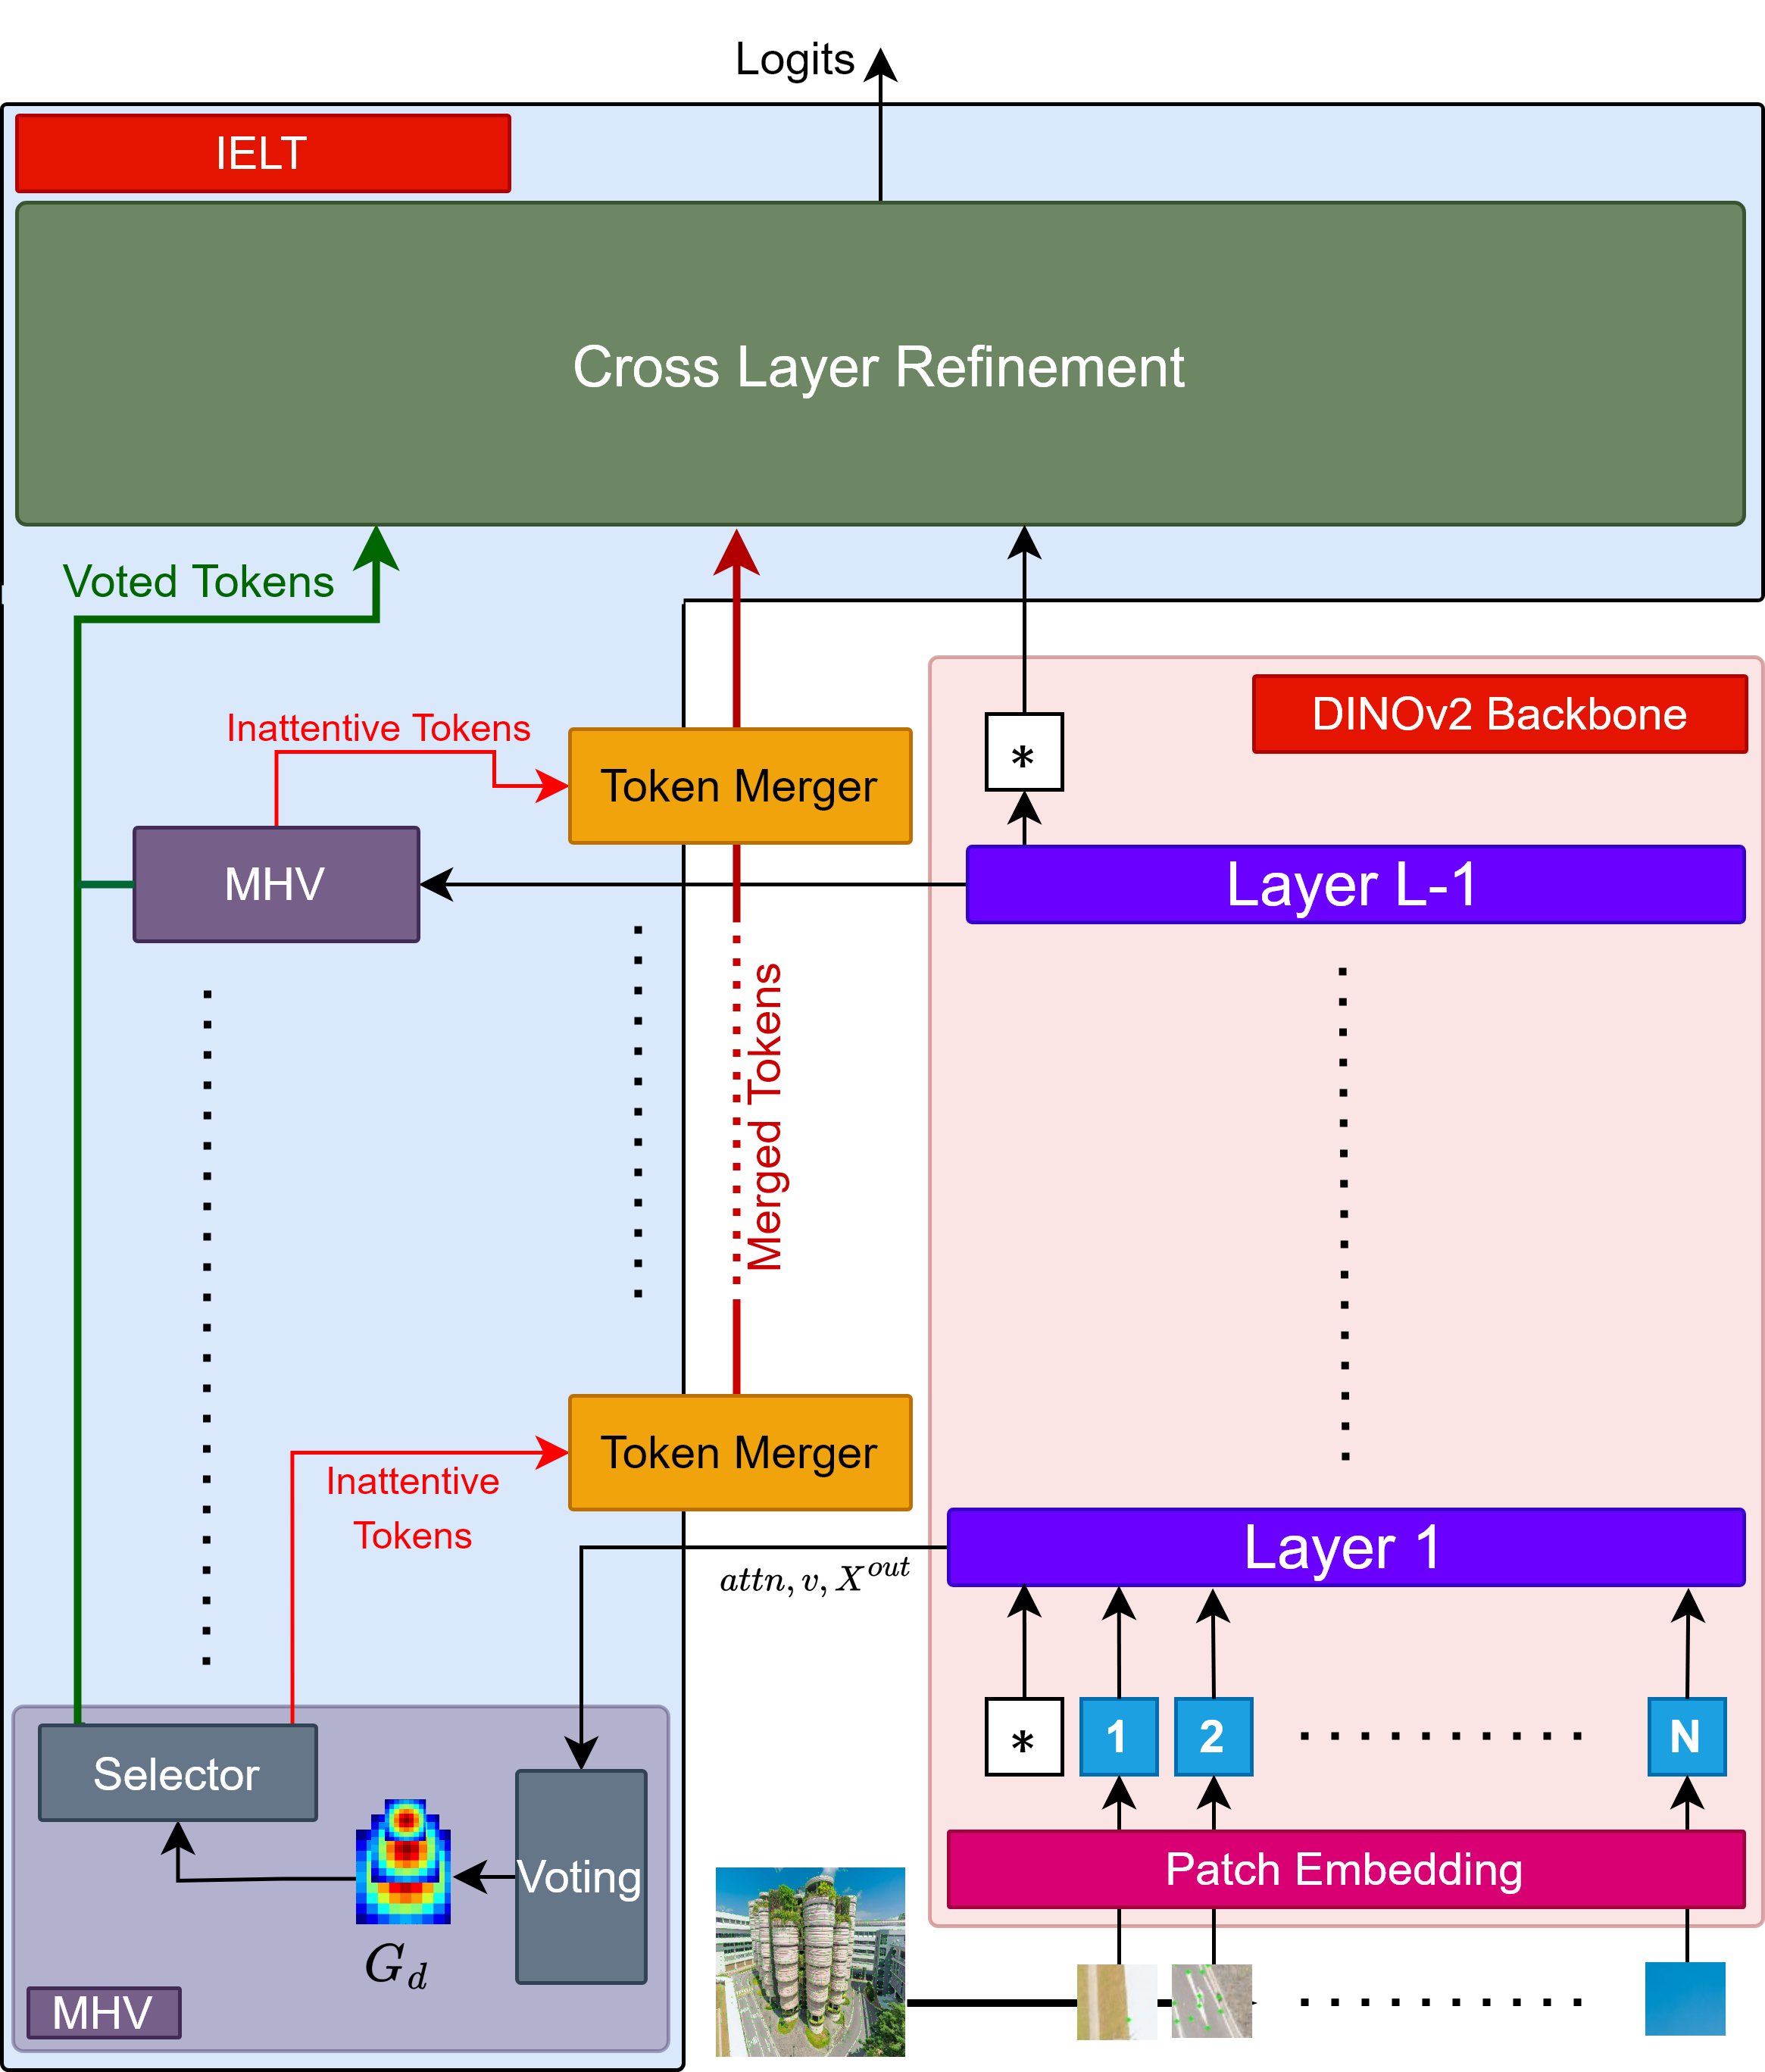 Logits
IELT
Cross Layer Refinement
Voted Tokens
Inattentive Tokens
Token Merger
DINOv2 Backbone
*
MHV
Layer L-1
Merged Tokens
Token Merger
Inattentive
Tokens
Layer 1
attn, v, X^out
* 1 2 N
Selector
Voting
Patch Embedding
G_d
MHV